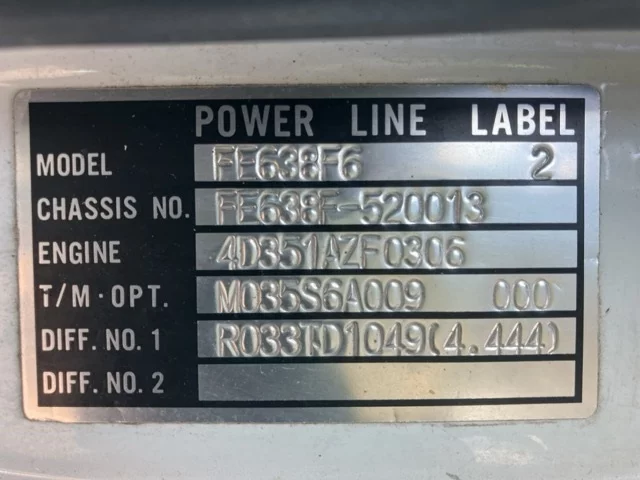 POWER LINE LABEL
MODEL FE638F6 2
CHASSIS NO. FE638F-520013
ENGINE 4D351AZF0306
T/M·OPT. M035S6A009 000
DIFF. NO. 1 R033TD1049(4.444)
DIFF. NO. 2